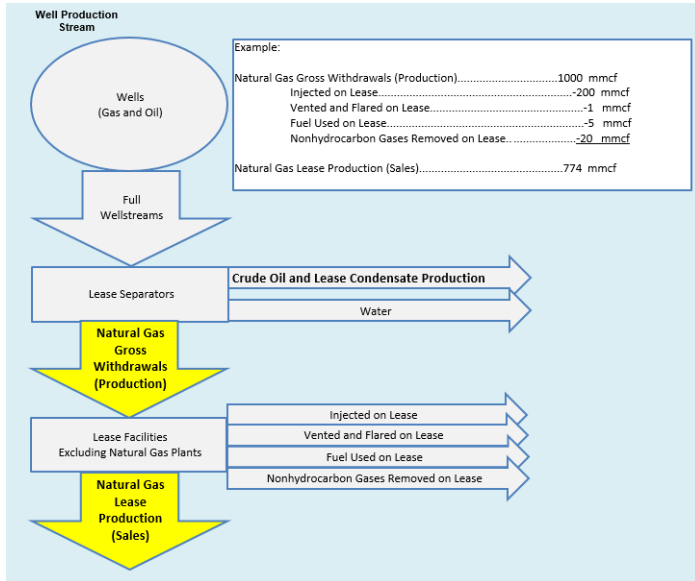 Well Production
Stream
Example:
Natural Gas Gross Withdrawals (Production)..............................1000 mmcf
Injected on Lease..........................................................-200 mmcf
Vented and Flared on Lease..............................................-1 mmcf
Fuel Used on Lease.........................................................-5 mmcf
Nonhydrocarbon Gases Removed on Lease.. ..................-20 mmcf
Natural Gas Lease Production (Sales)...........................................774 mmcf
Wells
(Gas and Oil)
Full
Wellstreams
Lease Separators
Crude Oil and Lease Condensate Production
Water
Natural Gas
Gross
Withdrawals
(Production)
Lease Facilities
Excluding Natural Gas Plants
Injected on Lease
Vented and Flared on Lease
Fuel Used on Lease
Nonhydrocarbon Gases Removed on Lease
Natural Gas
Lease
Production
(Sales)